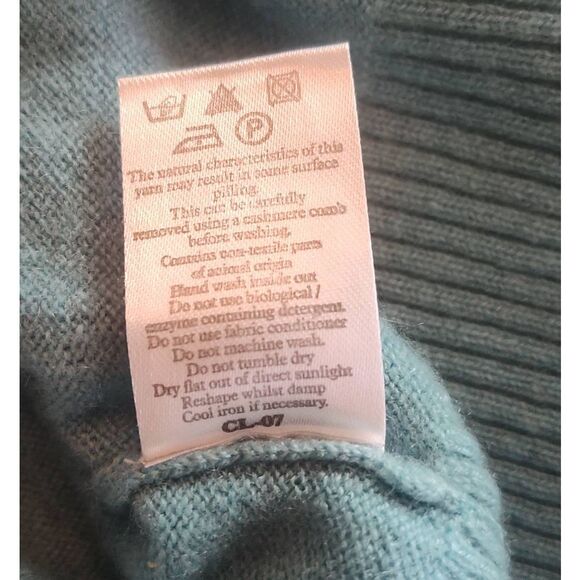 P
The natural characteristics of this
yarn may result in some surface
pilling.
This can be carefully
removed using a cashmere comb
before washing.
Contains non-textile parts
of animal origin
Hand wash inside out
Do not use biological /
enzyme containing detergent.
Do not use fabric conditioner
Do not machine wash.
Do not tumble dry
Dry flat out of direct sunlight
Reshape whilst damp
Cool iron if necessary.
CL-07